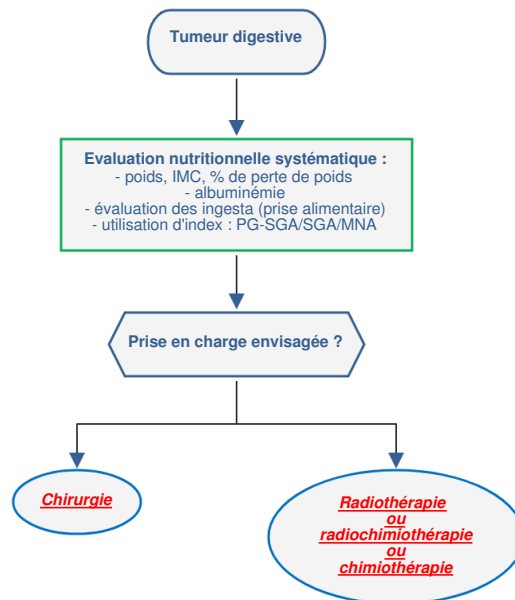 Tumeur digestive
Evaluation nutritionnelle systématique :
- poids, IMC, % de perte de poids
- albuminémie
- évaluation des ingesta (prise alimentaire)
- utilisation d'index : PG-SGA/SGA/MNA
Prise en charge envisagée ?
Chirurgie
Radiothérapie
ou
radiochimiothérapie
ou
chimiothérapie